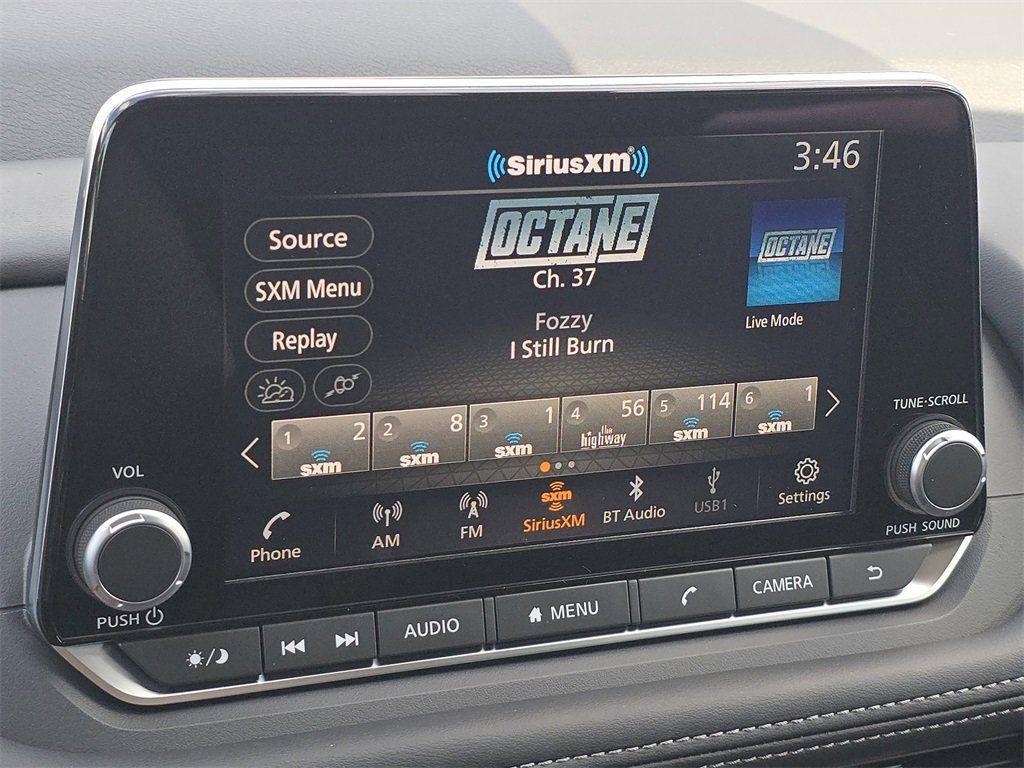 SiriusXM®
3:46
OCTANE
Ch. 37
Fozzy
I Still Burn
Source
SXM Menu
Replay
OCTANE
Live Mode
1 2 sxm
2 8 sxm
3 1 sxm
4 56 the highway
5 114 sxm
6 1 sxm
Phone
AM
FM
sxm
SiriusXM
BT Audio
USB1
Settings
VOL
PUSH
TUNE·SCROLL
PUSH SOUND
AUDIO
MENU
CAMERA